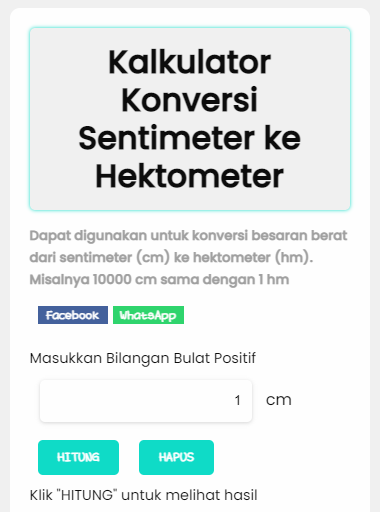 Kalkulator
Konversi
Sentimeter ke
Hektometer
Dapat digunakan untuk konversi besaran berat
dari sentimeter (cm) ke hektometer (hm).
Misalnya 10000 cm sama dengan 1 hm
Facebook WhatsApp
Masukkan Bilangan Bulat Positif
1 cm
HITUNG HAPUS
Klik "HITUNG" untuk melihat hasil